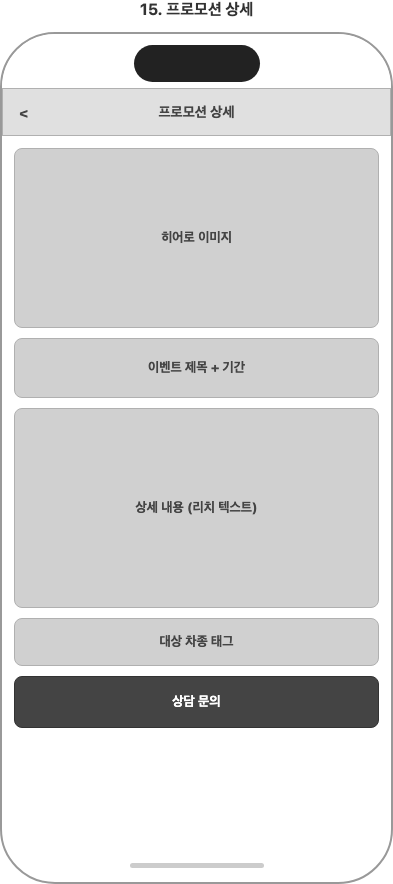 15. 프로모션 상세
< 프로모션 상세
히어로 이미지
이벤트 제목 + 기간
상세 내용 (리치 텍스트)
대상 차종 태그
상담 문의